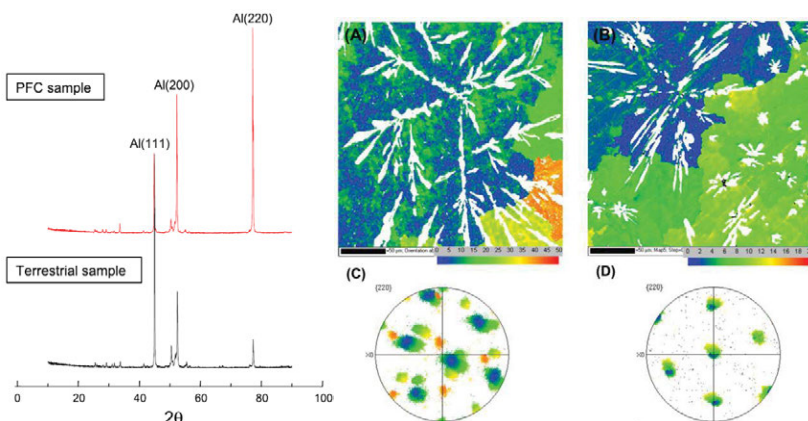 Al(220)
PFC sample
Al(200)
Al(111)
Terrestrial sample
0 20 40 60 80 100
2θ
(A)
0 5 10 15 20 25 30 35 40 45 50
(B)
0 2 4 6 8 10 12 14 16 18
(C)
{220}
X0
(D)
{220}
X0